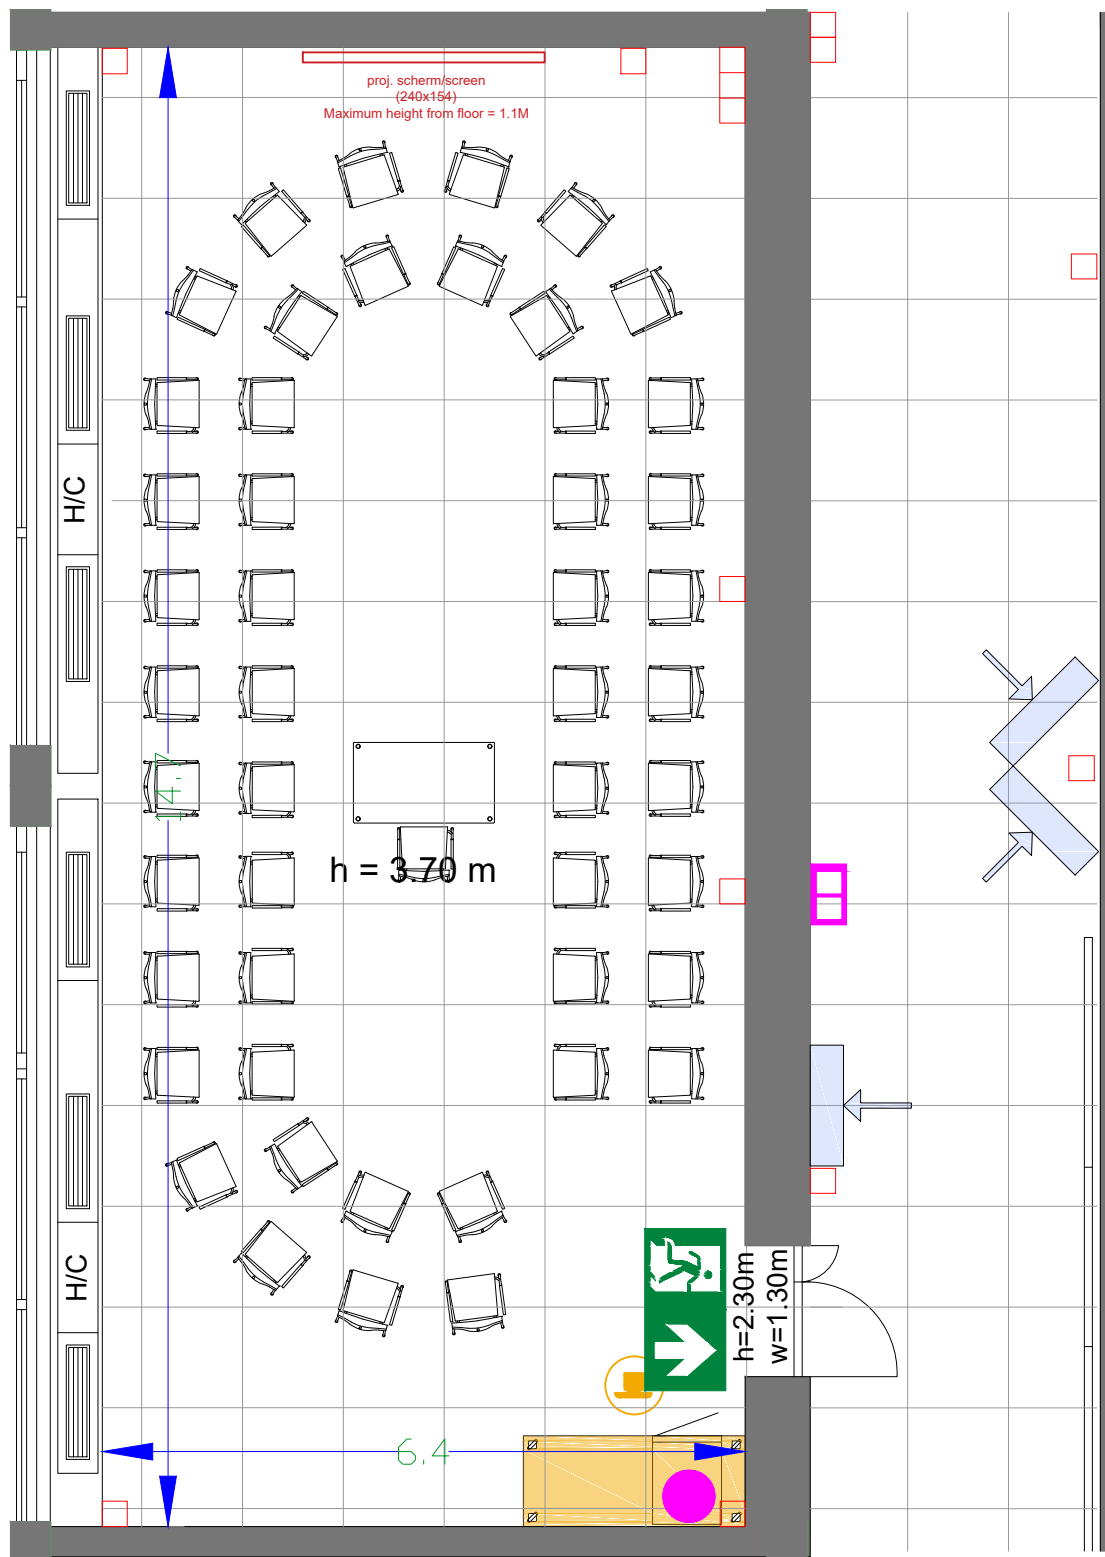 proj. scherm/screen
(240x154)
Maximum height from floor = 1.1M
H/C
14,7
h = 3.70 m
H/C
h=2.30m
w=1.30m
6,4